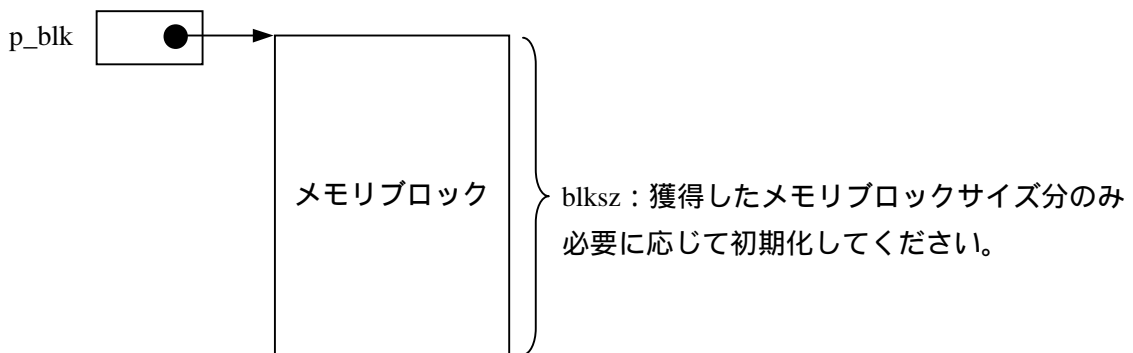 p_blk
メモリブロック
blksz：獲得したメモリブロックサイズ分のみ
必要に応じて初期化してください。